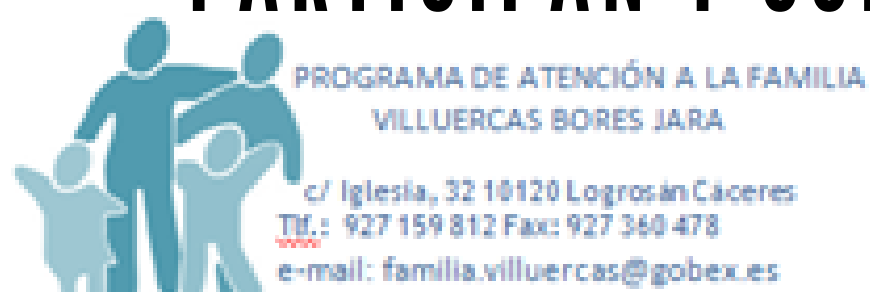 PARTICIPAN Y
PROGRAMA DE ATENCIÓN A LA FAMILIA
VILLUERCAS BORES JARA
c/ Iglesia, 32 10120 Logrosán Cáceres
Tlf.: 927 159 812 Fax: 927 360 478
e-mail: familia.villuercas@gobex.es